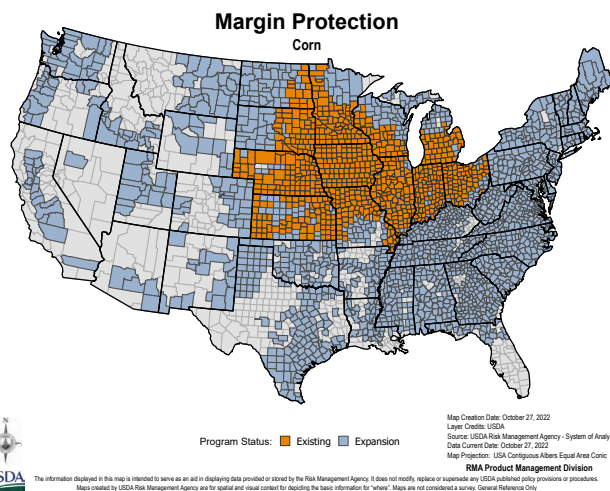 Margin Protection
Corn
Program Status: Existing Expansion
Map Creation Date: October 27, 2022
Layer Credits: USDA
Source: USDA Risk Management Agency - System of Analy
Data Current Date: October 27, 2022
Map Projection: USA Contiguous Albers Equal Area Conic
RMA Product Management Division
N
SDA
The information displayed in this map is intended to serve as an aid in displaying data provided or stored by the Risk Management Agency. It does not modify, replace or supersede any USDA published policy provisions or procedures.
Maps created by USDA Risk Management Agency are for spatial and visual context for depicting the basic information for "where". Maps are not considered a survey. General Reference Only